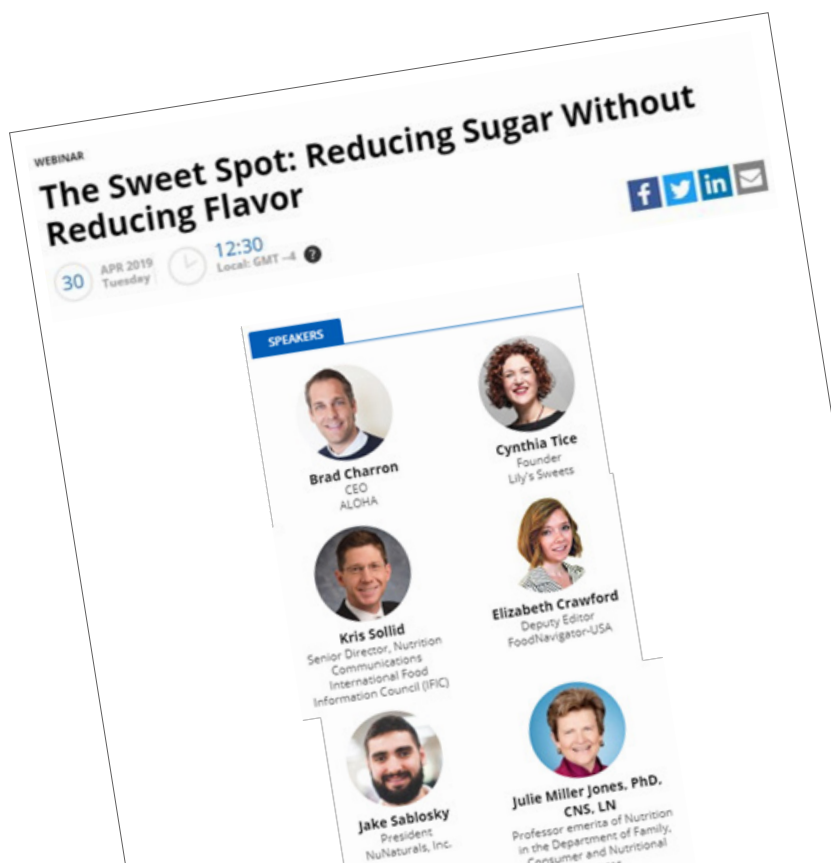 WEBINAR
The Sweet Spot: Reducing Sugar Without
Reducing Flavor
30
APR 2019
Tuesday
12:30
Local: GMT -4
?
f
in
SPEAKERS
Brad Charron
CEO
ALOHA
Cynthia Tice
Founder
Lily's Sweets
Kris Sollid
Senior Director, Nutrition
Communications
International Food
Information Council (IFIC)
Elizabeth Crawford
Deputy Editor
FoodNavigator-USA
Jake Sablosky
President
NuNaturals, Inc.
Julie Miller Jones, PhD,
CNS, LN
Professor emerita of Nutrition
in the Department of Family,
Consumer and Nutritional